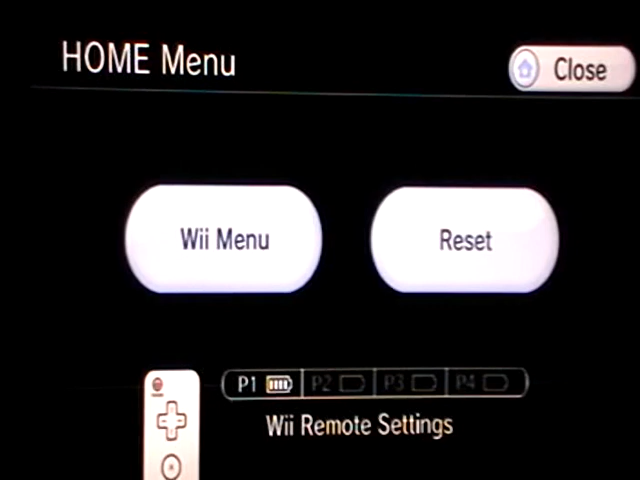 HOME Menu
Close
Wii Menu
Reset
P1 P2 P3 P4
Wii Remote Settings